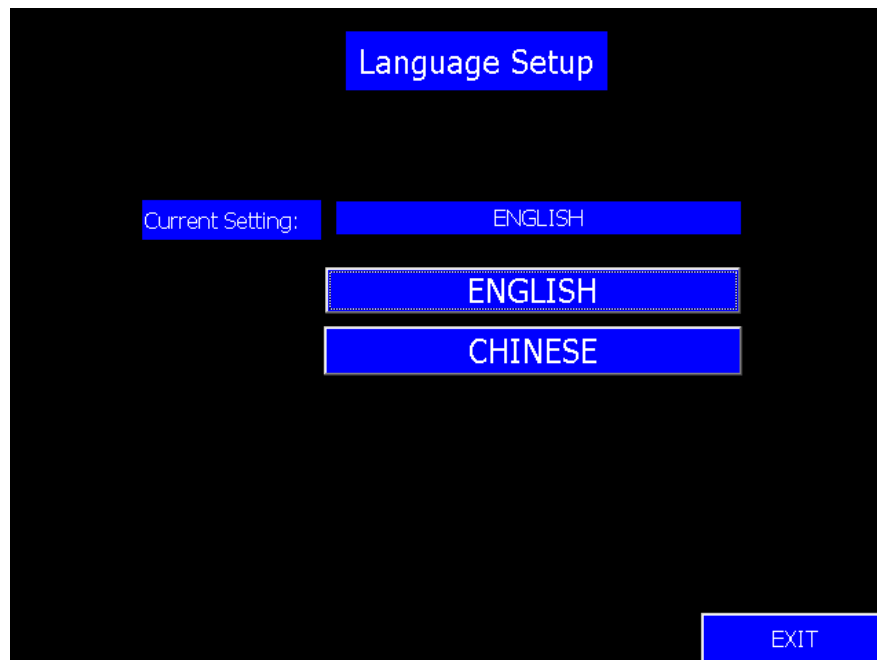 Language Setup
Current Setting: ENGLISH
ENGLISH
CHINESE
EXIT